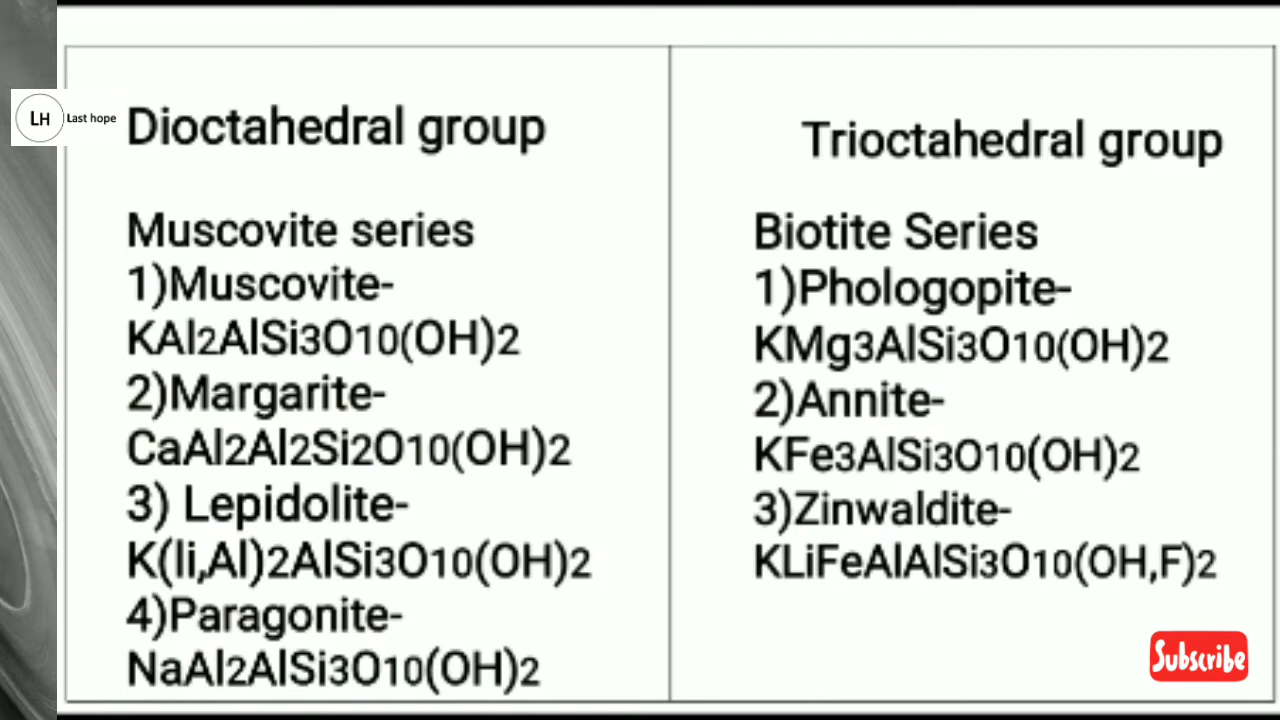 LH Last hope
Dioctahedral group
Muscovite series
1)Muscovite-
KAl2AlSi3O10(OH)2
2)Margarite-
CaAl2Al2Si2O10(OH)2
3) Lepidolite-
K(li,Al)2AlSi3O10(OH)2
4)Paragonite-
NaAl2AlSi3O10(OH)2
Trioctahedral group
Biotite Series
1)Phologopite-
KMg3AlSi3O10(OH)2
2)Annite-
KFe3AlSi3O10(OH)2
3)Zinwaldite-
KLiFeAlAlSi3O10(OH,F)2
Subscribe